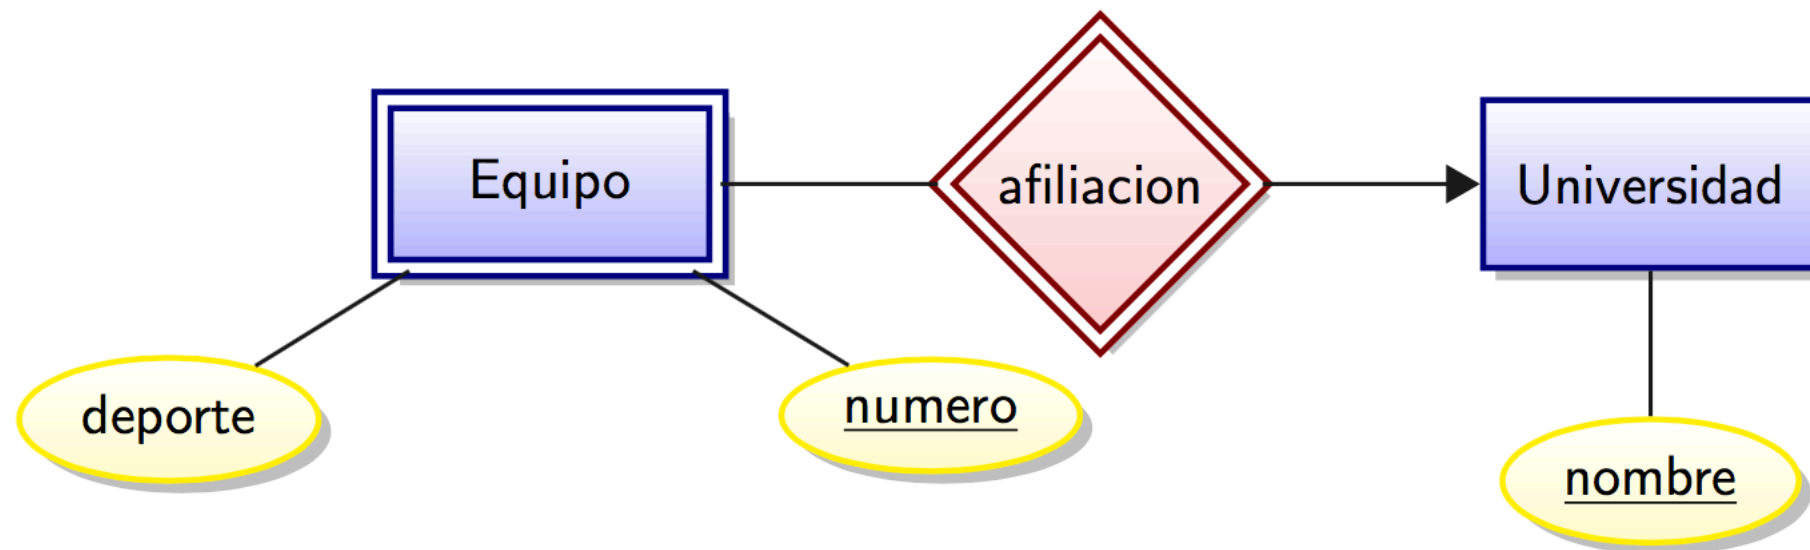 Equipo
afiliacion
Universidad
deporte
numero
nombre